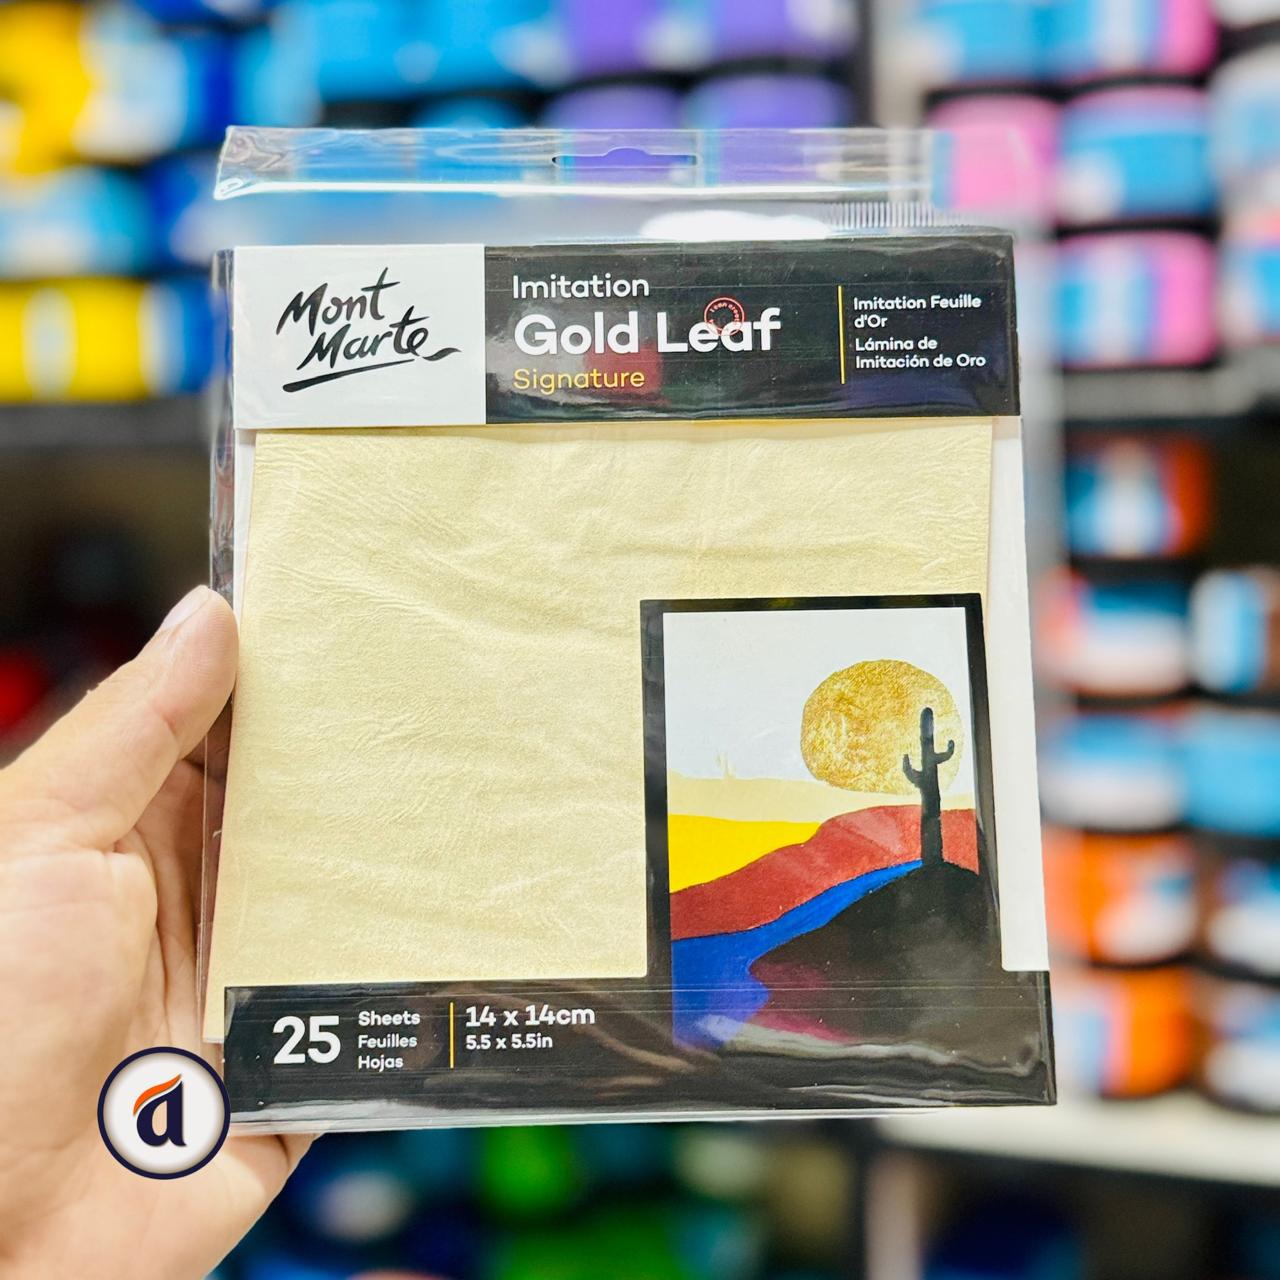 Mont
Marte
Imitation
Gold Leaf
Signature
Imitation Feuille
d'Or
Lámina de
Imitación de Oro
25
Sheets
Feuilles
Hojas
14 x 14cm
5.5 x 5.5in
a